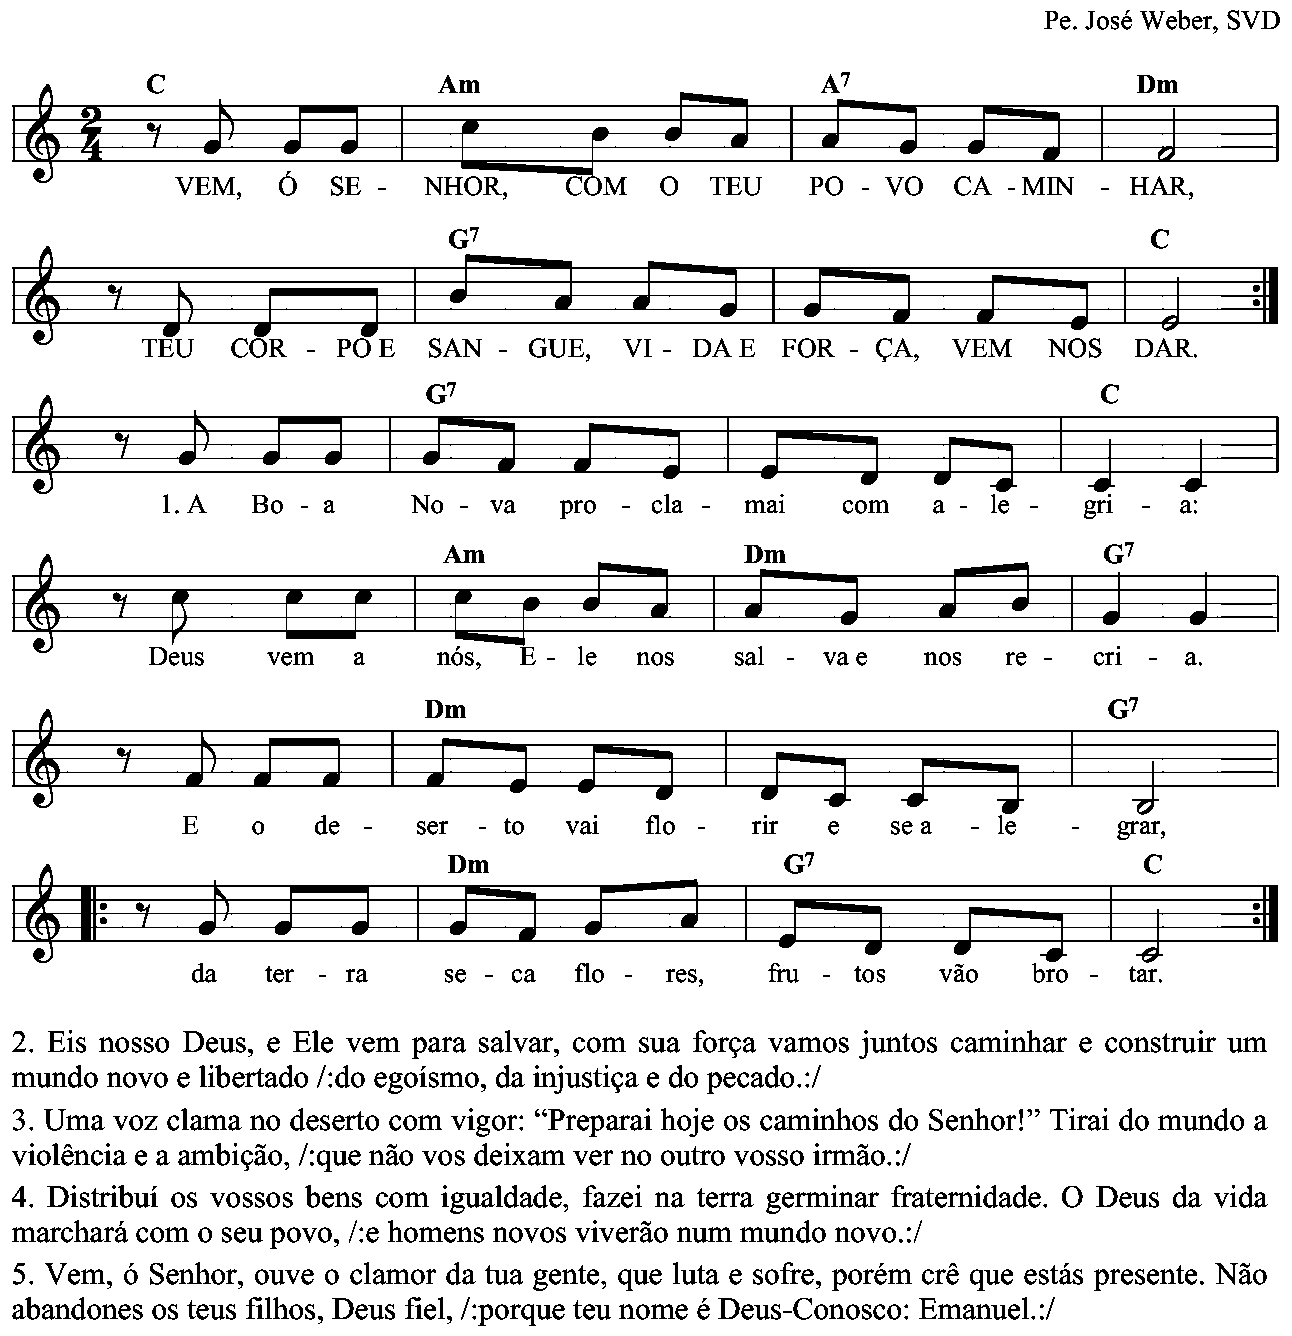 Pe. José Weber, SVD
C Am A7 Dm
2 4
VEM, Ó SE - NHOR, COM O TEU PO - VO CA - MIN - HAR,
G7 C
TEU COR - PO E SAN - GUE, VI - DA E FOR - ÇA, VEM NOS DAR.
G7 C
1. A Bo - a No - va pro - cla - mai com a - le - gri - a:
Am Dm G7
Deus vem a nós, E - le nos sal - va e nos re - cri - a.
Dm G7
E o de - ser - to vai flo - rir e se a - le - grar,
Dm G7 C
da ter - ra se - ca flo - res, fru - tos vão bro - tar.
2. Eis nosso Deus, e Ele vem para salvar, com sua força vamos juntos caminhar e construir um
mundo novo e libertado /:do egoísmo, da injustiça e do pecado.:/
3. Uma voz clama no deserto com vigor: “Preparai hoje os caminhos do Senhor!” Tirai do mundo a
violência e a ambição, /:que não vos deixam ver no outro vosso irmão.:/
4. Distribuí os vossos bens com igualdade, fazei na terra germinar fraternidade. O Deus da vida
marchará com o seu povo, /:e homens novos viverão num mundo novo.:/
5. Vem, ó Senhor, ouve o clamor da tua gente, que luta e sofre, porém crê que estás presente. Não
abandones os teus filhos, Deus fiel, /:porque teu nome é Deus-Conosco: Emanuel.:/